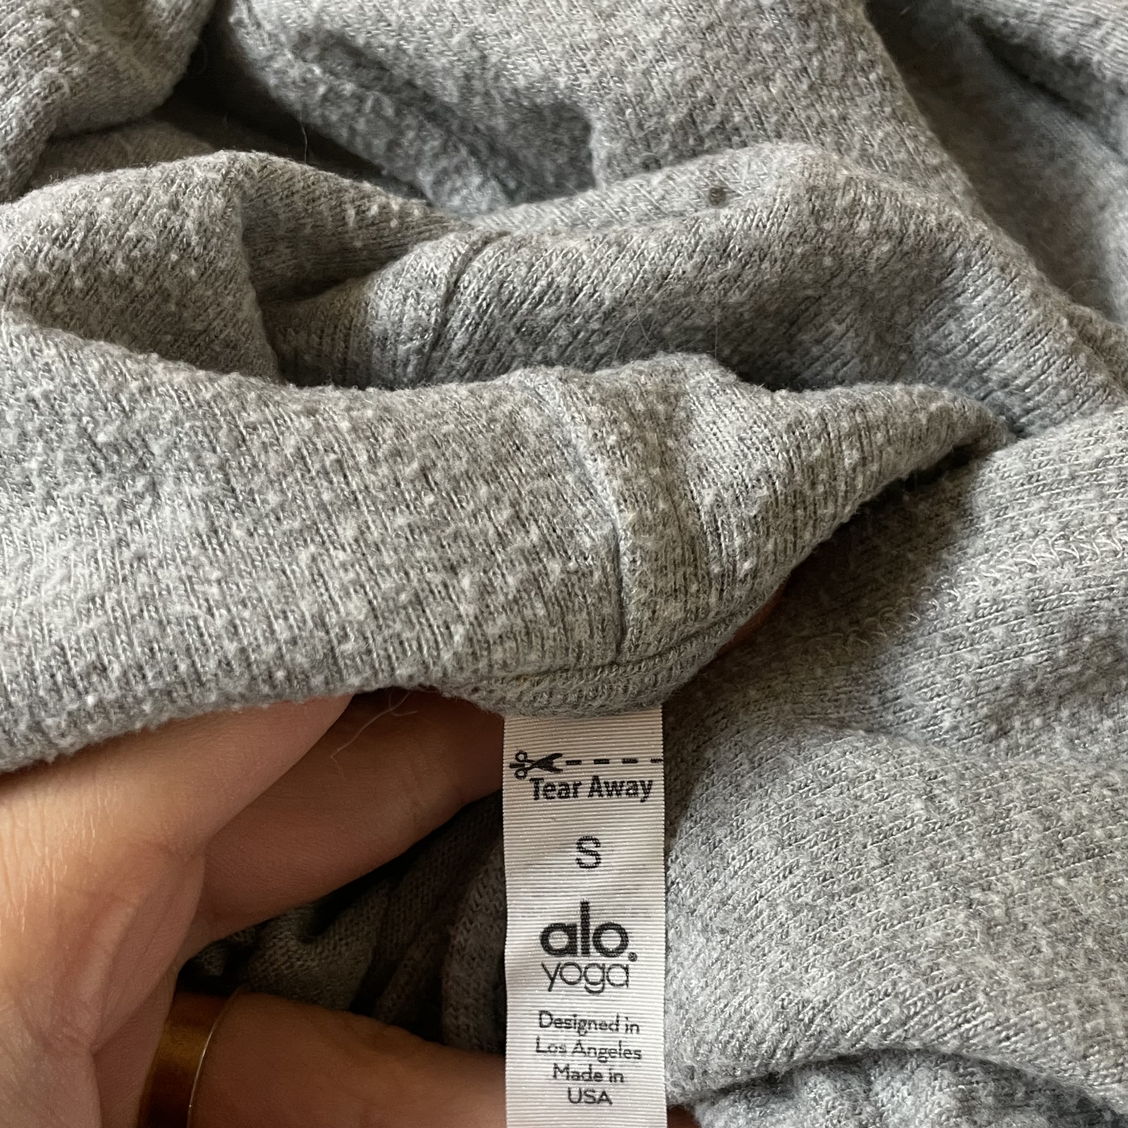 Tear Away
S
alo.
yoga
Designed in
Los Angeles
Made in
USA